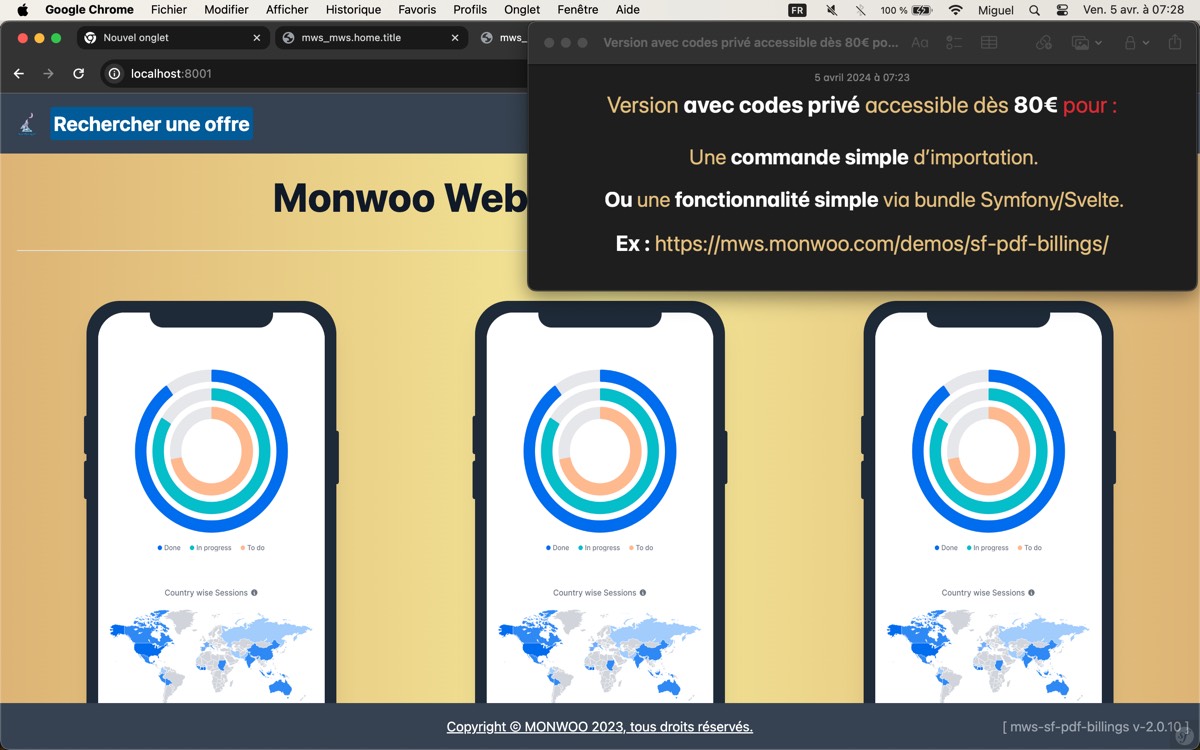 Google Chrome Fichier Modifier Afficher Historique Favoris Profils Onglet Fenêtre Aide FR 100 % Miguel Ven. 5 avr. à 07:28
Nouvel onglet mws_mws.home.title mws_
localhost:8001
Version avec codes privé accessible dès 80€ po... Aa
5 avril 2024 à 07:23
Version avec codes privé accessible dès 80€ pour :
Une commande simple d’importation.
Ou une fonctionnalité simple via bundle Symfony/Svelte.
Ex : https://mws.monwoo.com/demos/sf-pdf-billings/
Rechercher une offre
Monwoo Web
Done In progress To do
Country wise Sessions
Done In progress To do
Country wise Sessions
Done In progress To do
Country wise Sessions
Copyright © MONWOO 2023, tous droits réservés.
[ mws-sf-pdf-billings v-2.0.10 ]